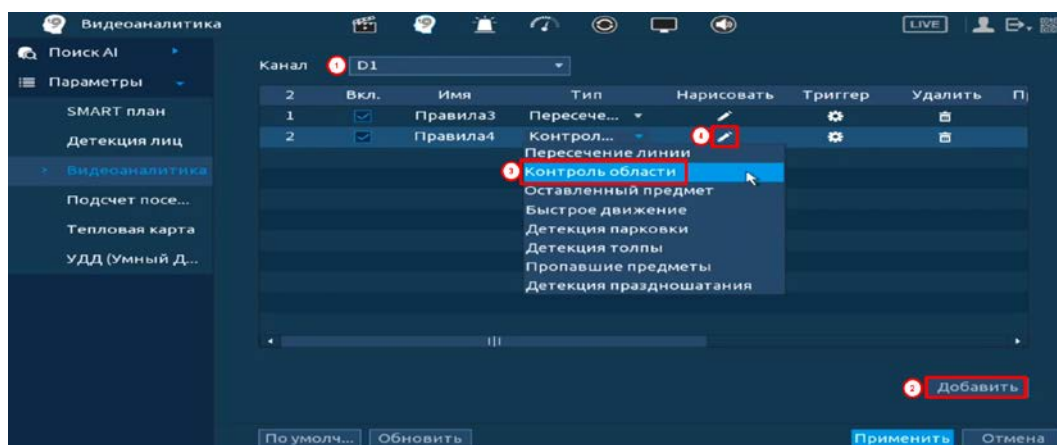 Видеоаналитика LIVE
Поиск AI
Параметры
SMART план
Детекция лиц
Видеоаналитика
Подсчет посе...
Тепловая карта
УДД (Умный Д...
Канал 1 D1
2 Вкл. Имя Тип Нарисовать Триггер Удалить П
1 Правила3 Пересече...
2 Правила4 Контрол... 4
Пересечение линии
3 Контроль области
Оставленный предмет
Быстрое движение
Детекция парковки
Детекция толпы
Пропавшие предметы
Детекция праздношатания
2 Добавить
По умолч... Обновить Применить Отмена